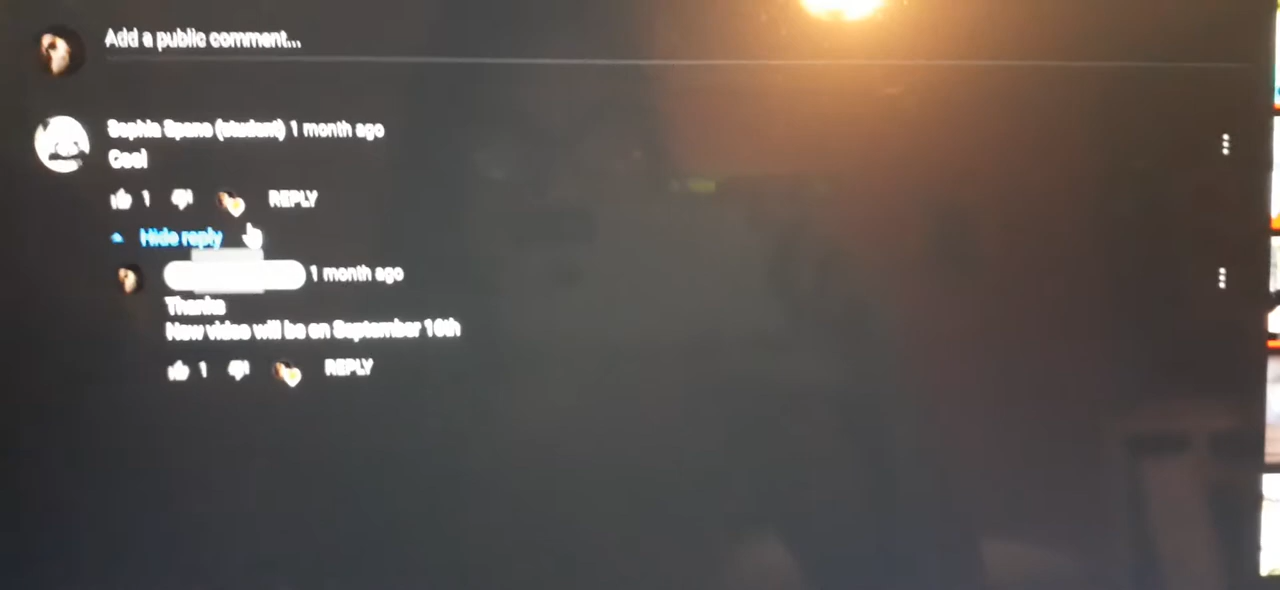 Add a public comment...
Sophia Spano (student) 1 month ago
Cool
1 REPLY
Hide reply
1 month ago
Thanks
New video will be on September 16th
1 REPLY